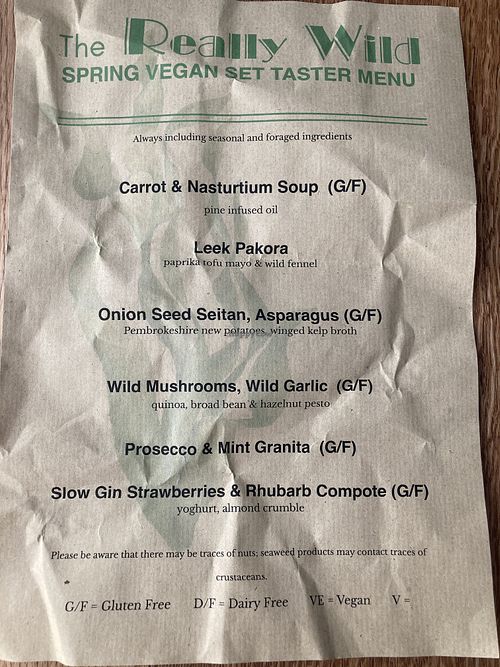 The Really Wild
SPRING VEGAN SET TASTER MENU
Always including seasonal and foraged ingredients
Carrot & Nasturtium Soup (G/F)
pine infused oil
Leek Pakora
paprika tofu mayo & wild fennel
Onion Seed Seitan, Asparagus (G/F)
Pembrokeshire new potatoes, winged kelp broth
Wild Mushrooms, Wild Garlic (G/F)
quinoa, broad bean & hazelnut pesto
Prosecco & Mint Granita (G/F)
Slow Gin Strawberries & Rhubarb Compote (G/F)
yoghurt, almond crumble
Please be aware that there may be traces of nuts; seaweed products may contact traces of
crustaceans.
G/F = Gluten Free D/F = Dairy Free VE = Vegan V =